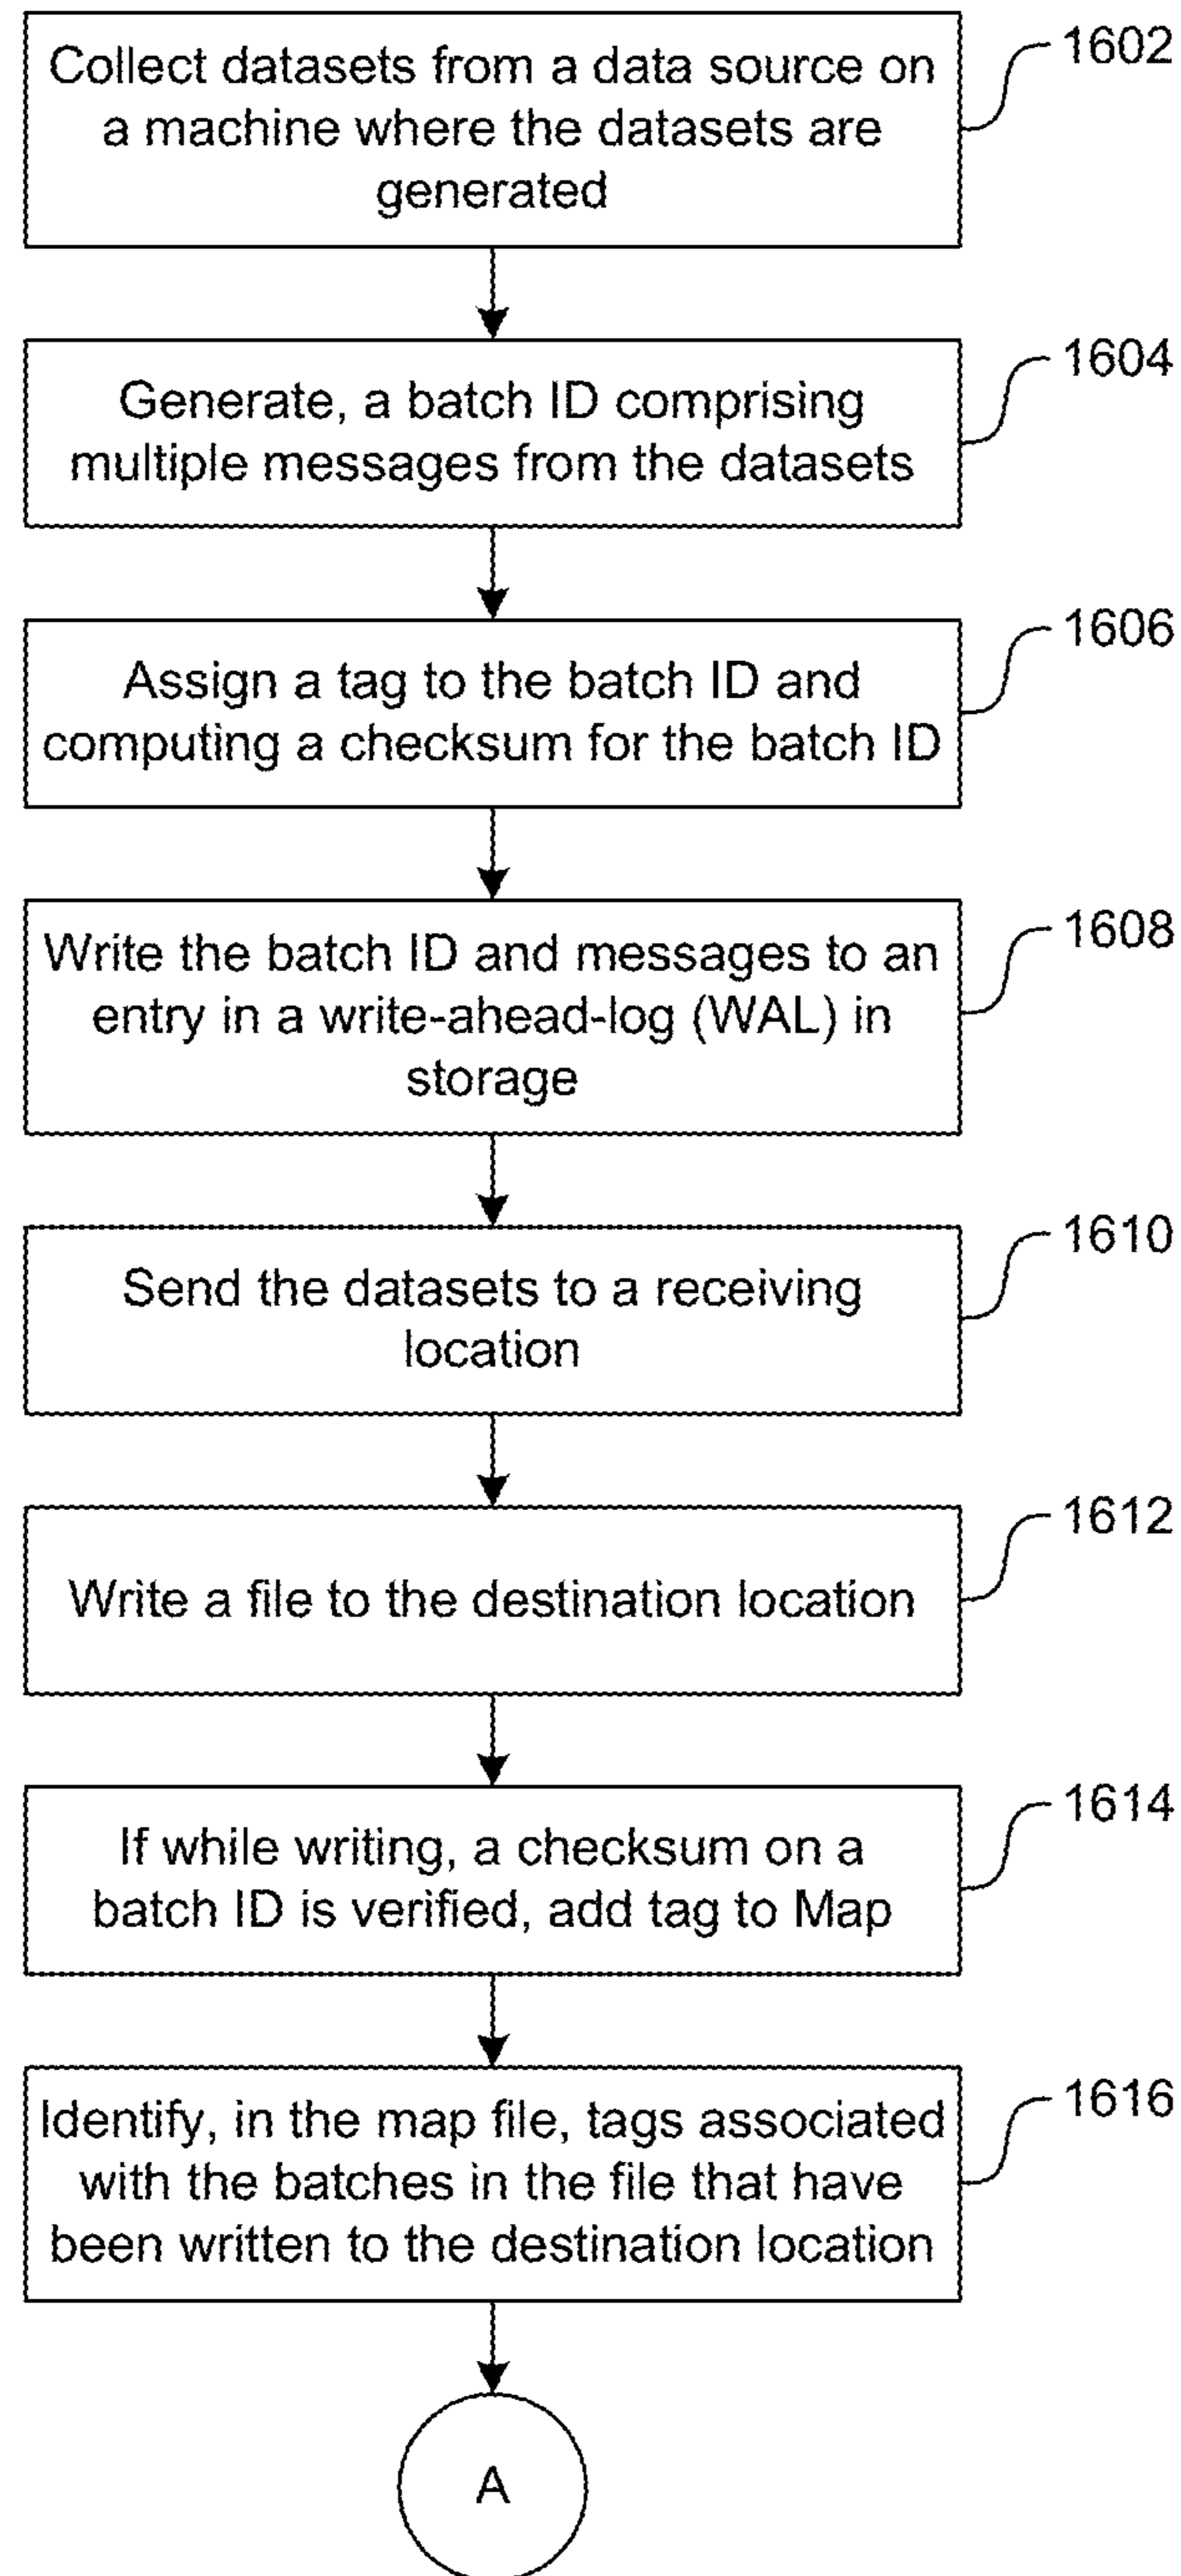 Collect datasets from a data source on
a machine where the datasets are
generated
1602
Generate, a batch ID comprising
multiple messages from the datasets
1604
Assign a tag to the batch ID and
computing a checksum for the batch ID
1606
Write the batch ID and messages to an
entry in a write-ahead-log (WAL) in
storage
1608
Send the datasets to a receiving
location
1610
Write a file to the destination location
1612
If while writing, a checksum on a
batch ID is verified, add tag to Map
1614
Identify, in the map file, tags associated
with the batches in the file that have
been written to the destination location
1616
A